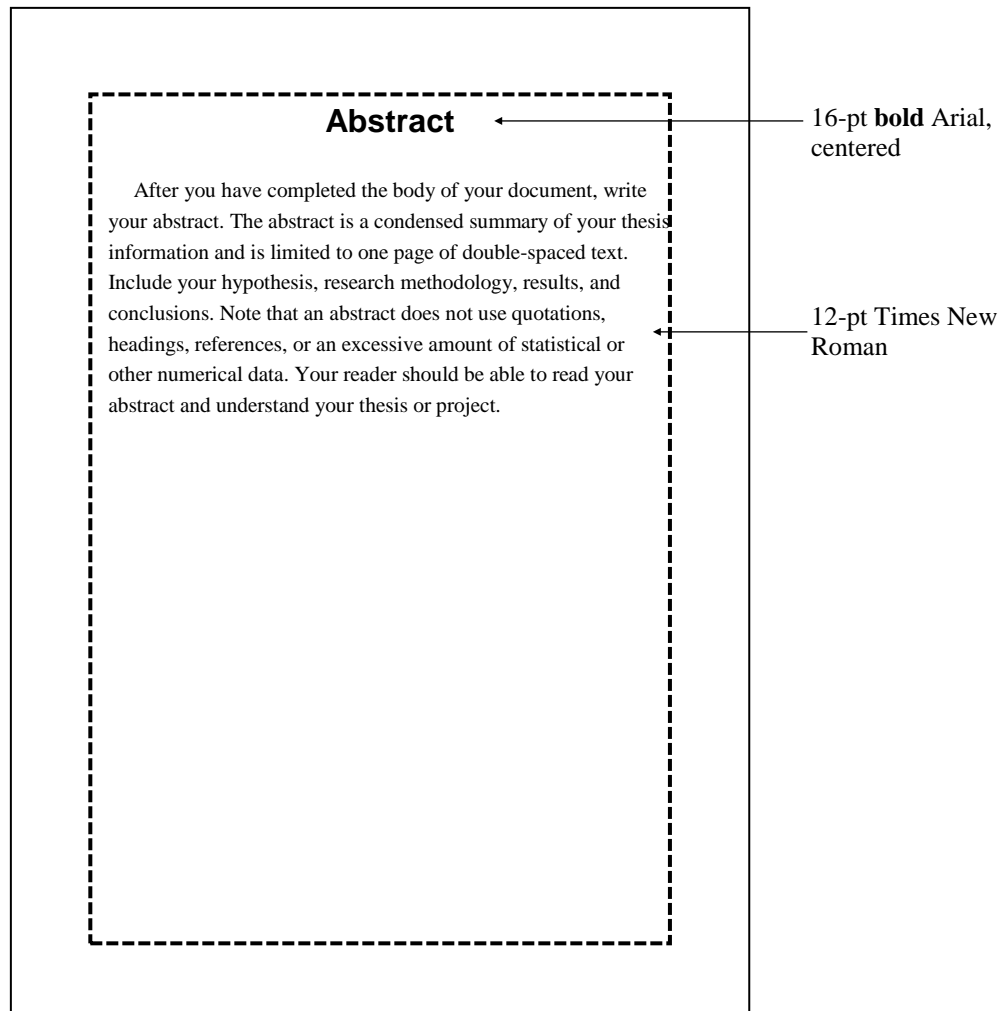 Abstract
16-pt bold Arial,
centered
After you have completed the body of your document, write
your abstract. The abstract is a condensed summary of your thesis
information and is limited to one page of double-spaced text.
Include your hypothesis, research methodology, results, and
conclusions. Note that an abstract does not use quotations,
headings, references, or an excessive amount of statistical or
other numerical data. Your reader should be able to read your
abstract and understand your thesis or project.
12-pt Times New
Roman